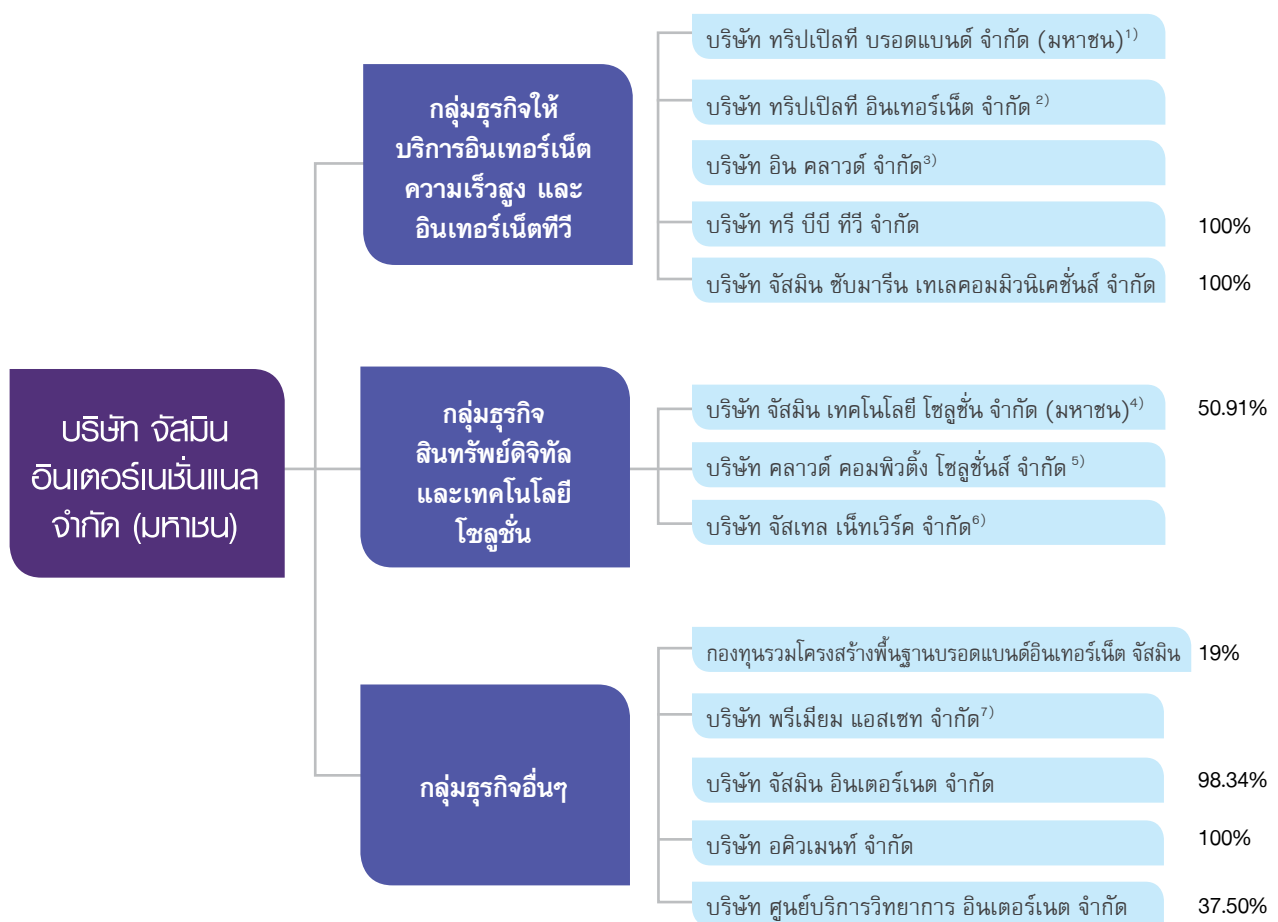 บริษัท จัสมิน
อินเตอร์เนชั่นแนล
จำกัด (มหาชน)
กลุ่มธุรกิจให้
บริการอินเทอร์เน็ต
ความเร็วสูง และ
อินเทอร์เน็ตทีวี
บริษัท ทริปเปิลที บรอดแบนด์ จำกัด (มหาชน)¹⁾
บริษัท ทริปเปิลที อินเทอร์เน็ต จำกัด ²⁾
บริษัท อิน คลาวด์ จำกัด³⁾
บริษัท ทรี บีบี ทีวี จำกัด 100%
บริษัท จัสมิน ซับมารีน เทเลคอมมิวนิเคชั่นส์ จำกัด 100%
กลุ่มธุรกิจ
สินทรัพย์ดิจิทัล
และเทคโนโลยี
โซลูชั่น
บริษัท จัสมิน เทคโนโลยี โซลูชั่น จำกัด (มหาชน)⁴⁾ 50.91%
บริษัท คลาวด์ คอมพิวติ้ง โซลูชั่นส์ จำกัด ⁵⁾
บริษัท จัสเทล เน็ทเวิร์ค จำกัด⁶⁾
กลุ่มธุรกิจอื่นๆ
กองทุนรวมโครงสร้างพื้นฐานบรอดแบนด์อินเทอร์เน็ต จัสมิน 19%
บริษัท พรีเมียม แอสเซท จำกัด⁷⁾
บริษัท จัสมิน อินเตอร์เนต จำกัด 98.34%
บริษัท อคิวเมนท์ จำกัด 100%
บริษัท ศูนย์บริการวิทยาการ อินเตอร์เนต จำกัด 37.50%